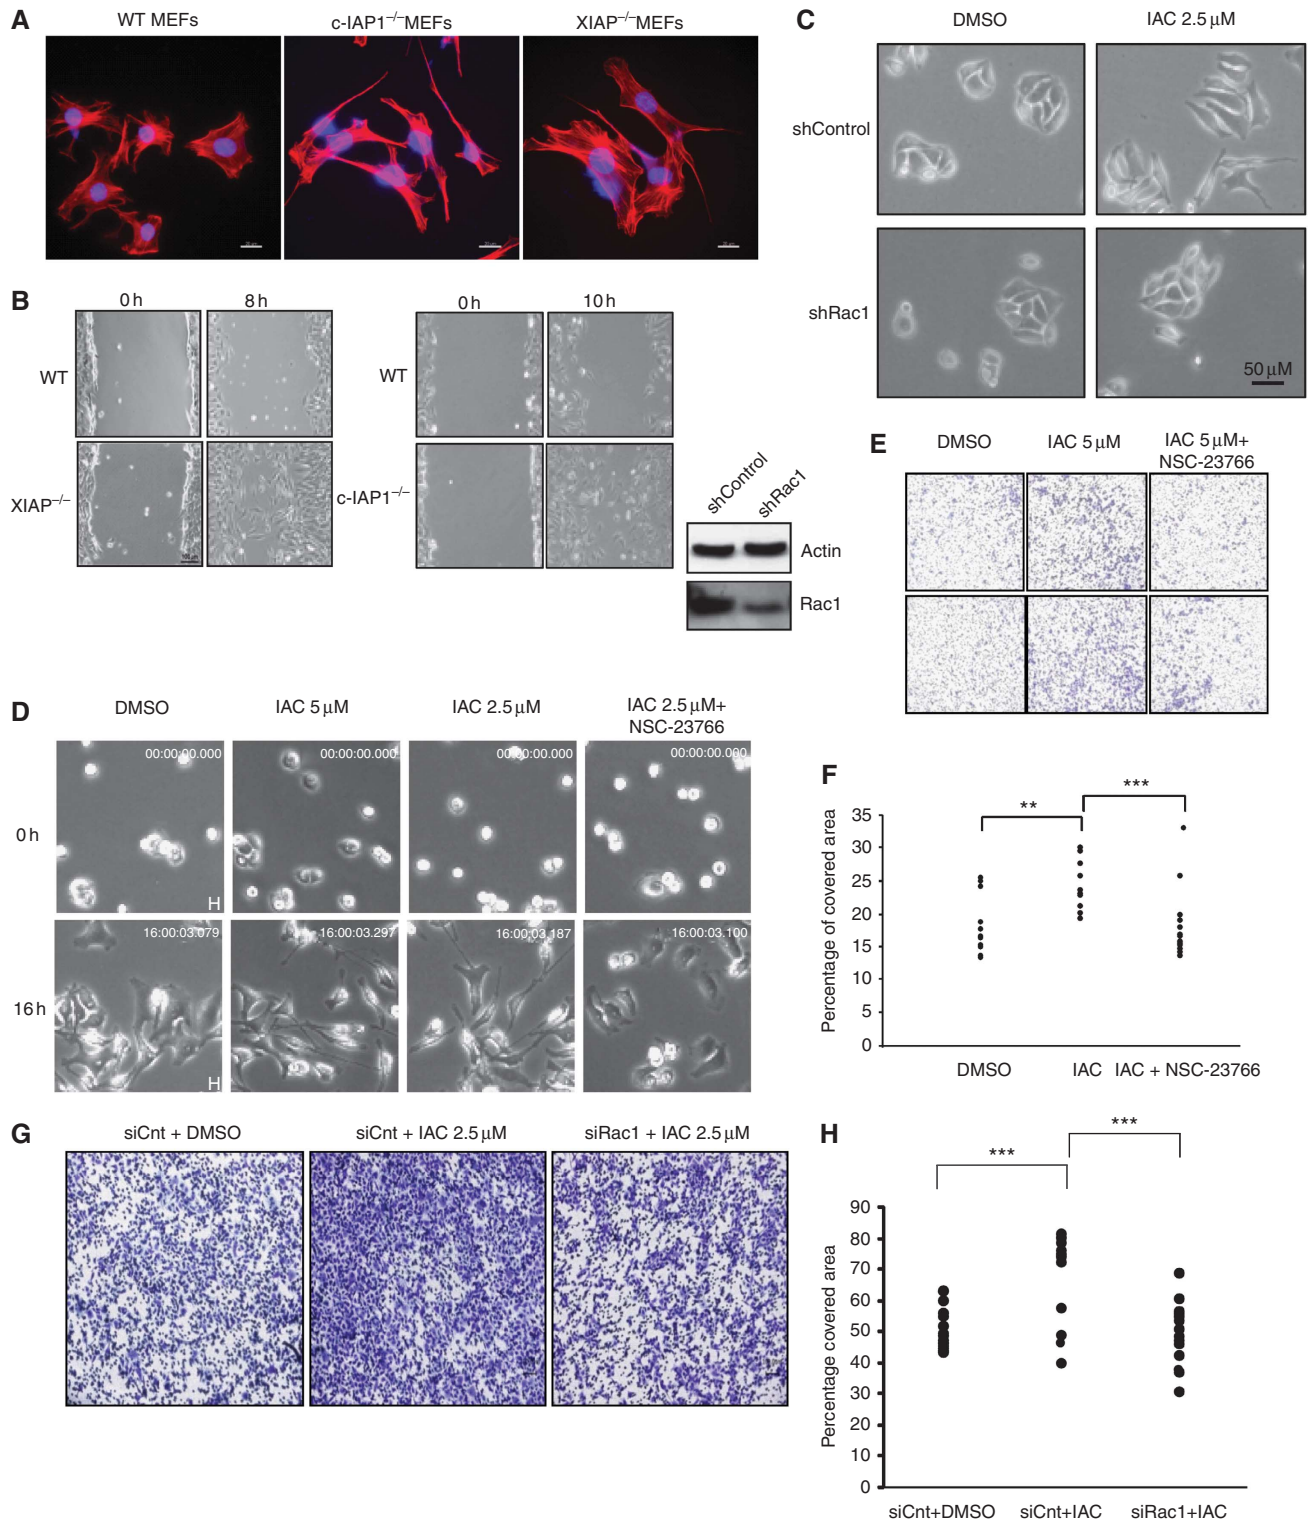 A
WT MEFs
c-IAP1–/–MEFs
XIAP–/–MEFs
B
0 h
8 h
0 h
10 h
WT
WT
XIAP–/–
c-IAP1–/–
shControl
shRac1
Actin
Rac1
C
DMSO
IAC 2.5 µM
shControl
shRac1
50 µM
D
DMSO
IAC 5 µM
IAC 2.5 µM
IAC 2.5 µM+
NSC-23766
0 h
00:00:00.000
00:00:00.000
00:00:00.000
00:00:00.000
H
16 h
16:00:03.079
16:00:03.297
16:00:03.187
16:00:03.100
H
E
DMSO
IAC 5 µM
IAC 5 µM+
NSC-23766
F
Percentage of covered area
35
30
25
20
15
10
5
0
**
***
DMSO
IAC
IAC + NSC-23766
G
siCnt + DMSO
siCnt + IAC 2.5 µM
siRac1 + IAC 2.5 µM
H
Percentage covered area
90
80
70
60
50
40
30
20
10
0
***
***
siCnt+DMSO
siCnt+IAC
siRac1+IAC